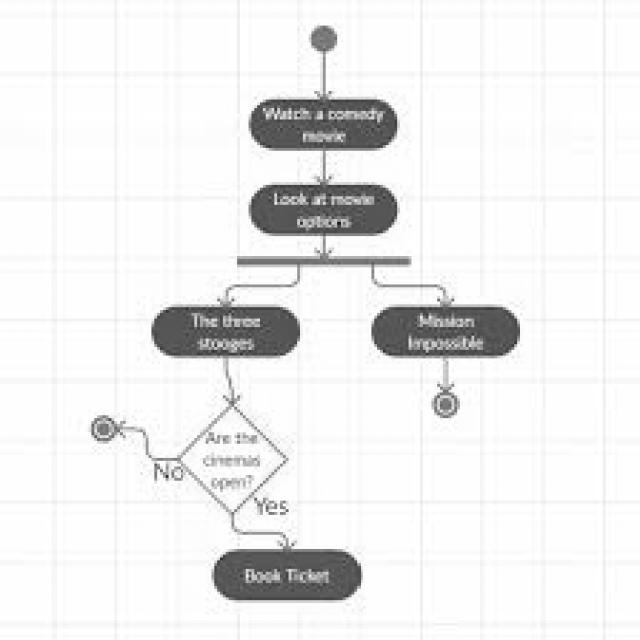 Watch a comedy
movie
Look at movie
options
The three
stooges
Mission
Impossible
Are the
cinemas
open?
No
Yes
Book Ticket